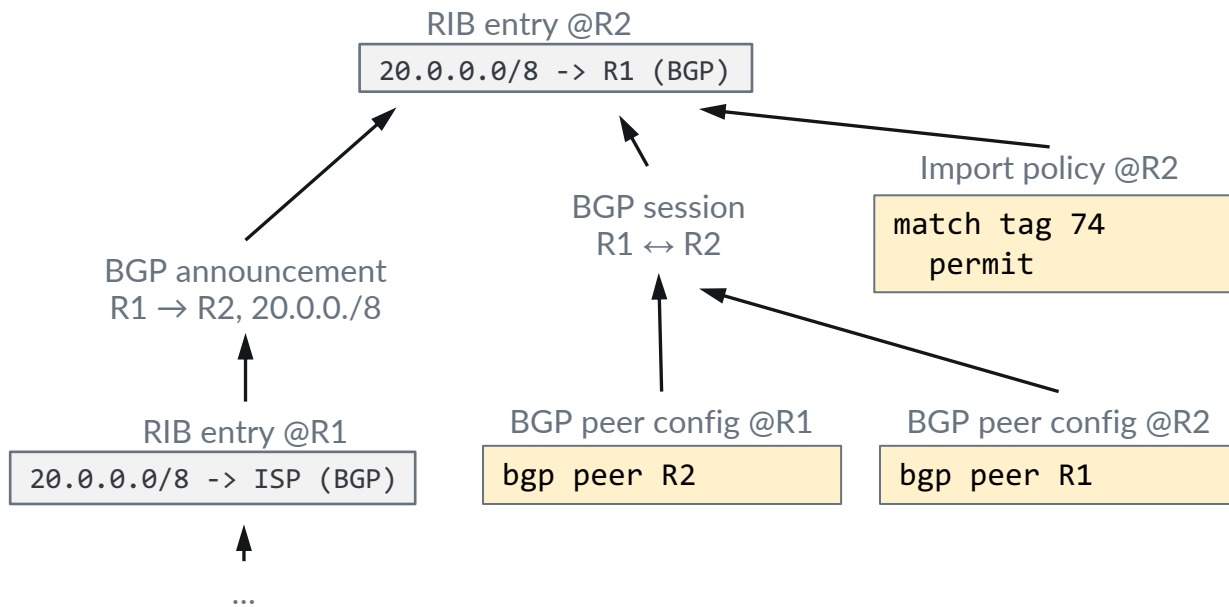 RIB entry @R2
20.0.0.0/8 -> R1 (BGP)
Import policy @R2
match tag 74
permit
BGP session
R1 ↔ R2
BGP announcement
R1 → R2, 20.0.0./8
RIB entry @R1
20.0.0.0/8 -> ISP (BGP)
BGP peer config @R1
bgp peer R2
BGP peer config @R2
bgp peer R1
...